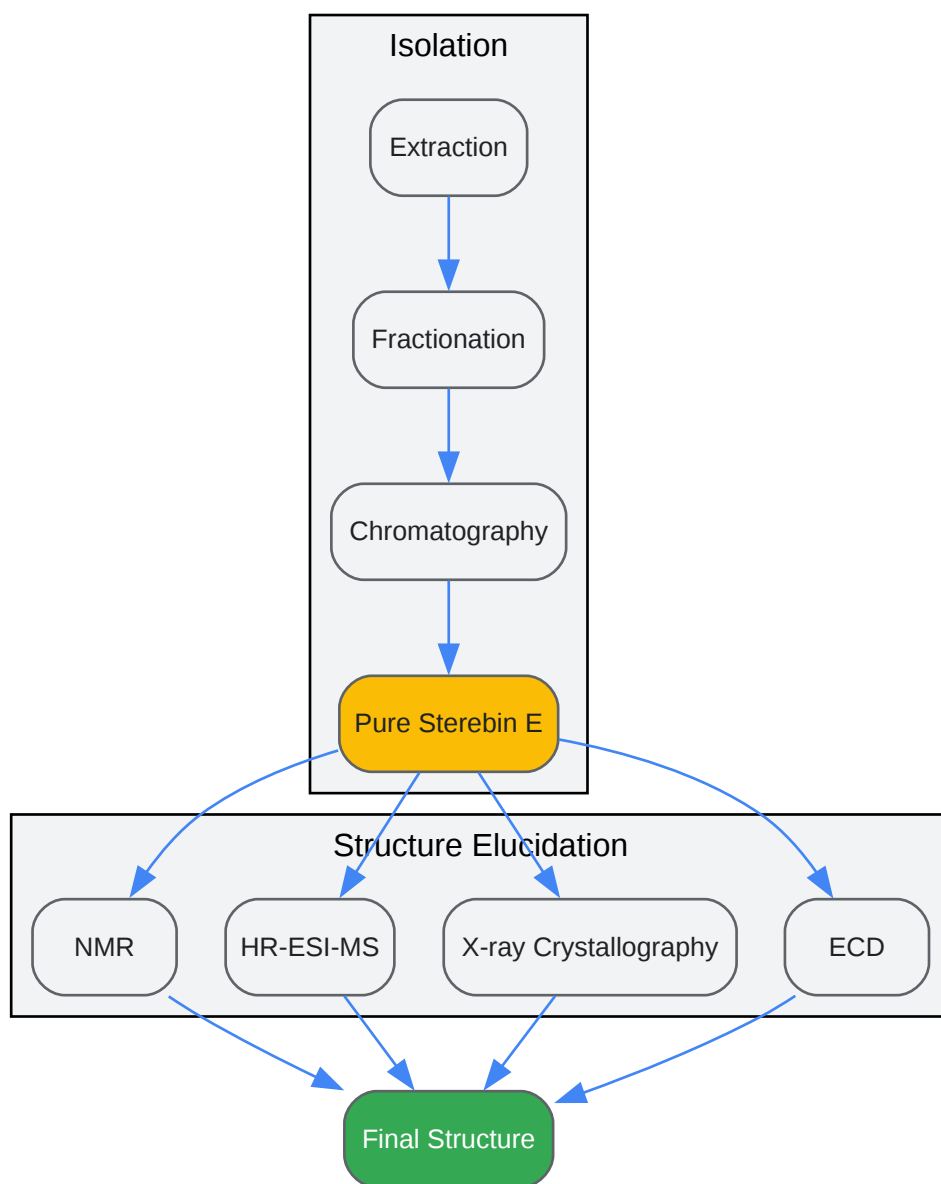 Isolation
Extraction
Fractionation
Chromatography
Pure Sterebin E
Structure Elucidation
NMR
HR-ESI-MS
X-ray Crystallography
ECD
Final Structure